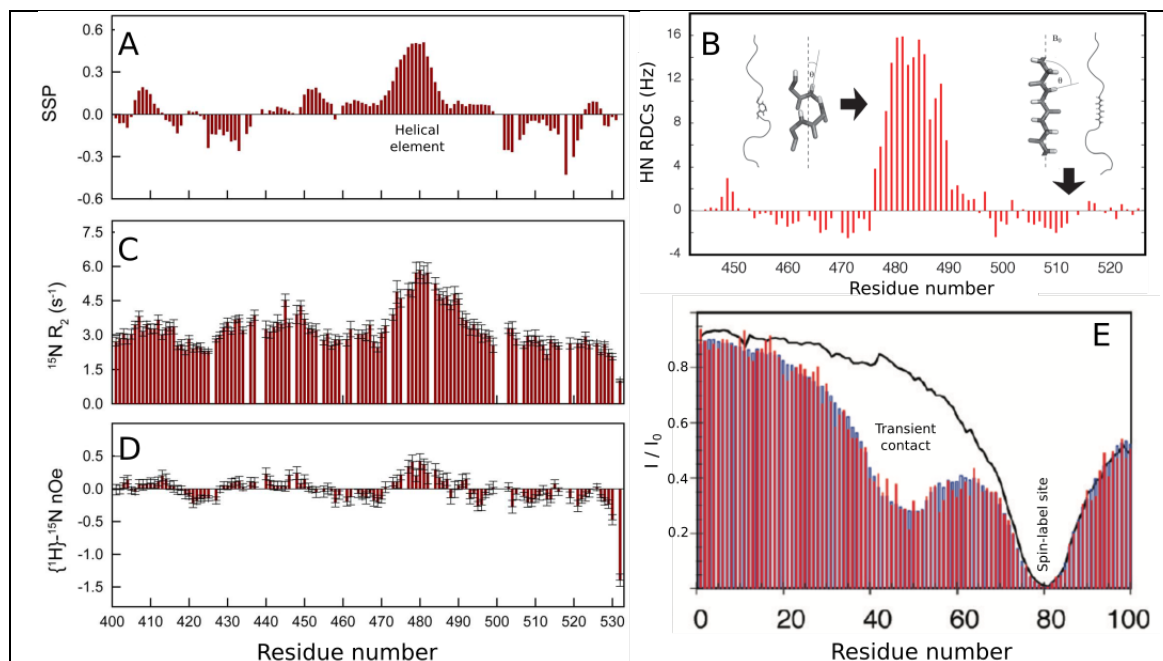 A
0.6
0.3
0.0
-0.3
-0.6
SSP
Helical
element
C
7.5
6.0
4.5
3.0
1.5
0.0
¹⁵N R₂ (s⁻¹)
D
0.5
0.0
-0.5
-1.0
-1.5
{¹H}-¹⁵N nOe
400 410 420 430 440 450 460 470 480 490 500 510 520 530
Residue number
B
16
12
8
4
0
-4
HN RDCs (Hz)
θ
B₀
θ
450 460 470 480 490 500 510 520
Residue number
E
0.8
0.6
0.4
0.2
I / I₀
Transient
contact
Spin-label site
0 20 40 60 80 100
Residue number